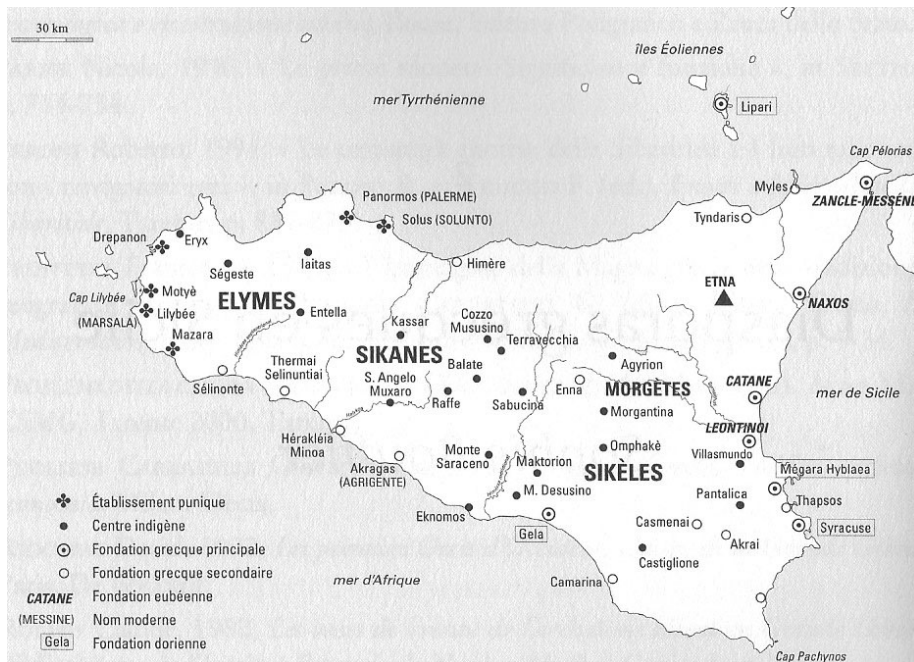 30 km
îles Éoliennes
mer Tyrrhénienne
Lipari
Cap Pélorias
Myles
ZANCLE-MESSÉNÉ
Panormos (PALERME)
Solus (SOLUNTO)
Tyndaris
Drepanon
Eryx
Ségeste
Iaitas
Himère
ETNA
NAXOS
Motyè
Cap Lilybée
Lilybée
(MARSALA)
ELYMES
Entella
Kassar
Cozzo
Mususino
Terravecchia
Mazara
SIKANES
Agyrion
mer de Sicile
Sélinonte
Thermai
Selinuntiai
Balate
S. Angelo
Muxaro
Raffe
Sabucina
Enna
MORGÈTES
Morgantina
CATANE
LEONTINOI
Hérakléia
Minoa
Akragas
(AGRIGENTE)
Monte
Saraceno
Maktorion
Omphakè
SIKÈLES
Villasmundo
Mégara Hyblaea
M. Desusino
Pantalica
Thapsos
Eknomos
Gela
Casmenai
Akrai
Syracuse
Castiglione
mer d'Afrique
Camarina
Cap Pachynos
Établissement punique
Centre indigène
Fondation grecque principale
Fondation grecque secondaire
CATANE Fondation eubéenne
(MESSINE) Nom moderne
Gela Fondation dorienne